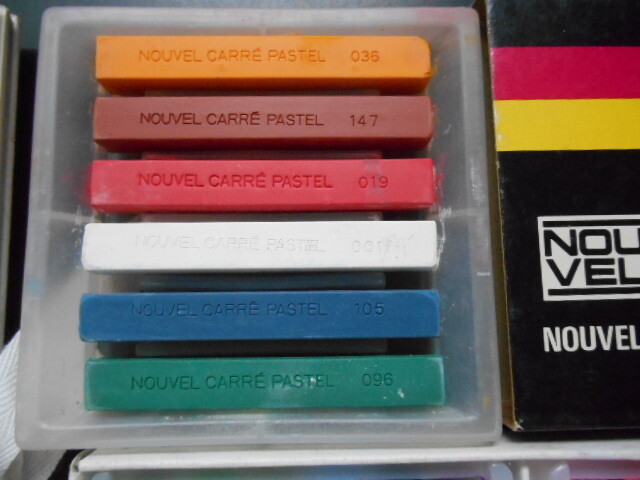 NOUVEL CARRÉ PASTEL 036
NOUVEL CARRÉ PASTEL 147
NOUVEL CARRÉ PASTEL 019
NOUVEL CARRÉ PASTEL
NOUVEL CARRÉ PASTEL 105
NOUVEL CARRÉ PASTEL 096
NOU
VEL
NOUVEL